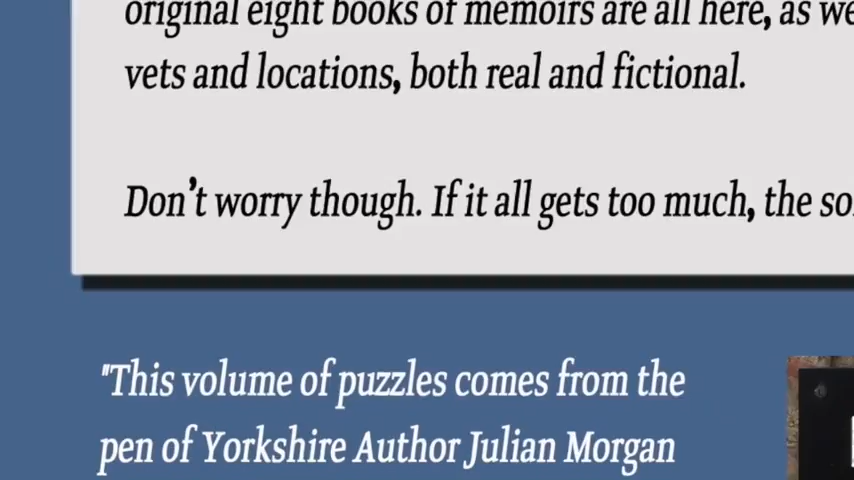 original eight books of memoirs are all here, as we
vets and locations, both real and fictional.
Don't worry though. If it all gets too much, the so
"This volume of puzzles comes from the
pen of Yorkshire Author Julian Morgan